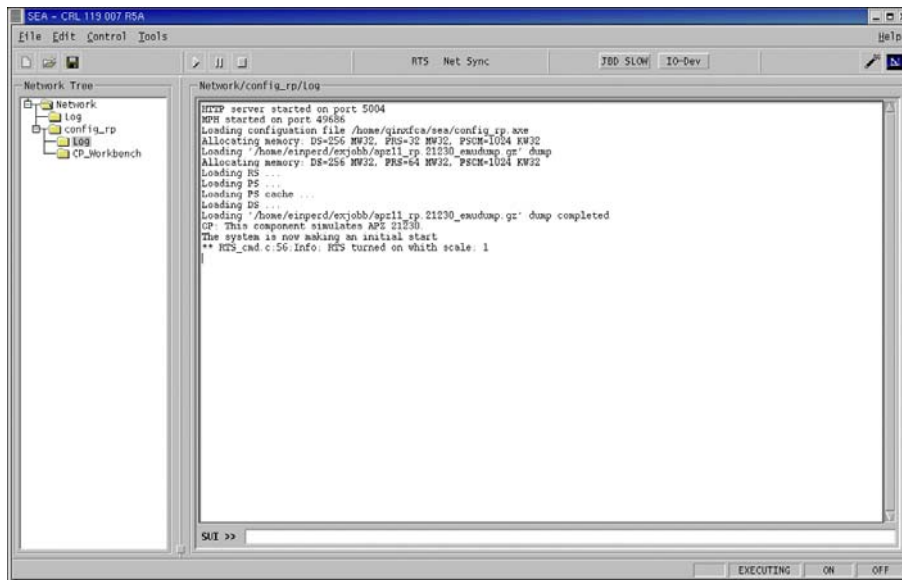 SEA - CRL 119 007 R5A
File Edit Control Tools Help
RTS Net Sync JBD SLOW IO-Dev
Network Tree
Network
Log
config_rp
Log
CP_Workbench
Network/config_rp/Log
HTTP server started on port 5004
MPH started on port 49686
Loading configuation file /home/qinxfca/sea/config_rp.axe
Allocating memory: DS=256 MW32, PRS=32 MW32, PSCM=1024 KW32
Loading '/home/einperd/exjobb/apz11_rp.21230_emudump.gz' dump
Allocating memory: DS=256 MW32, PRS=64 MW32, PSCM=1024 KW32
Loading RS ...
Loading PS ...
Loading PS cache ...
Loading DS ...
Loading '/home/einperd/exjobb/apz11_rp.21230_emudump.gz' dump completed
CP: This component simulates APZ 21230.
The system is now making an initial start
** RTS_cmd.c:56:Info: RTS turned on whith scale: 1
SUI >>
EXECUTING ON OFF